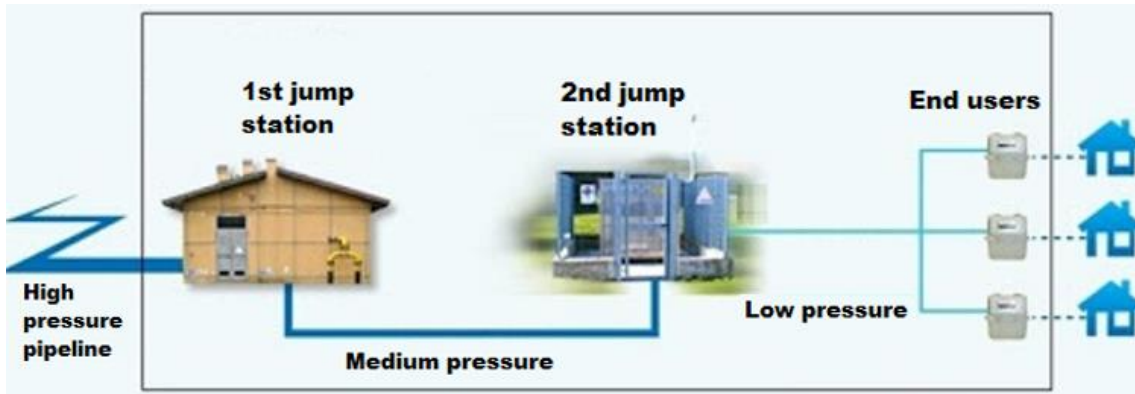 1st jump
station
2nd jump
station
End users
High
pressure
pipeline
Medium pressure
Low pressure